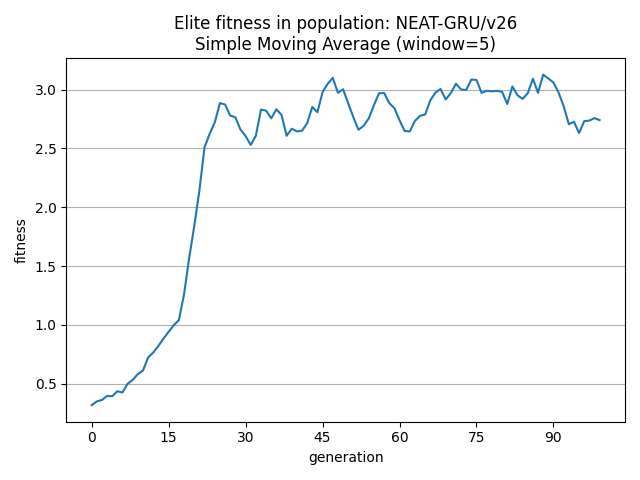 Elite fitness in population: NEAT-GRU/v26
Simple Moving Average (window=5)
3.0
2.5
2.0
1.5
1.0
0.5
fitness
0 15 30 45 60 75 90
generation